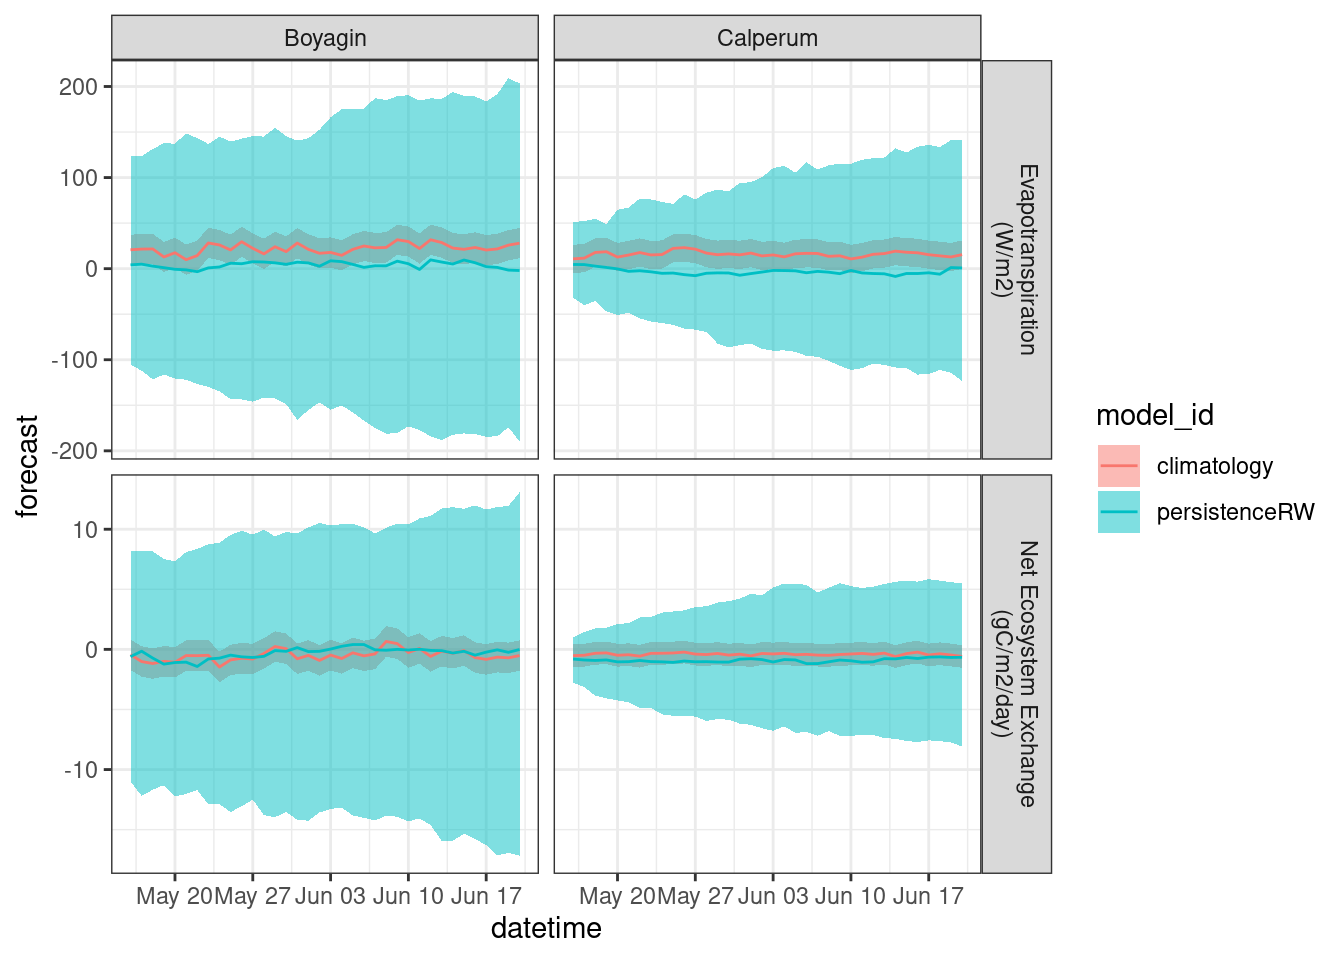 Boyagin
Calperum
200
100
0
-100
-200
Evapotranspiration
(W/m2)
10
0
-10
Net Ecosystem Exchange
(gC/m2/day)
forecast
May 20 May 27 Jun 03 Jun 10 Jun 17
May 20 May 27 Jun 03 Jun 10 Jun 17
datetime
model_id
climatology
persistenceRW